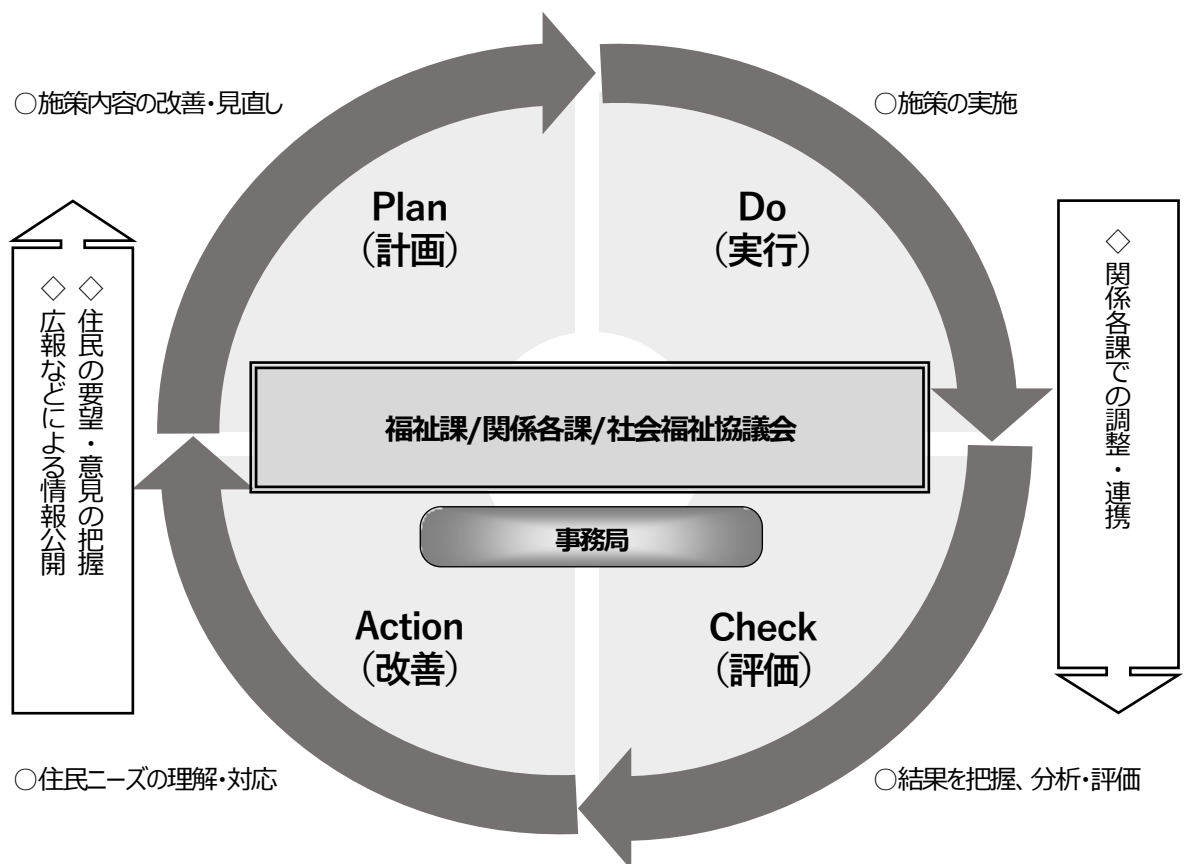 ○施策内容の改善・見直し
○施策の実施
Plan
（計画）
Do
（実行）
◇ 住民の要望・意見の把握
◇ 広報などによる情報公開
◇ 関係各課での調整・連携
福祉課/関係各課/社会福祉協議会
事務局
Action
（改善）
Check
（評価）
○住民ニーズの理解・対応
○結果を把握、分析・評価